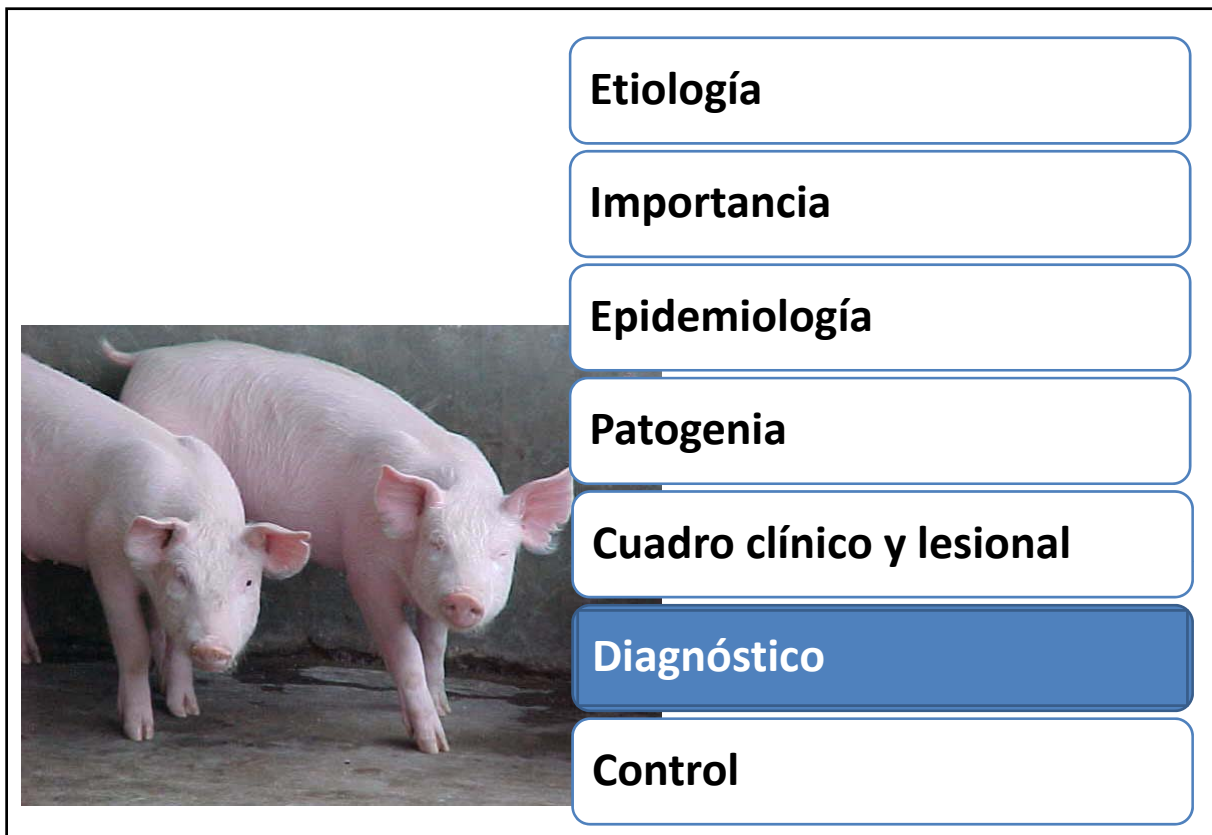 Etiología
Importancia
Epidemiología
Patogenia
Cuadro clínico y lesional
Diagnóstico
Control